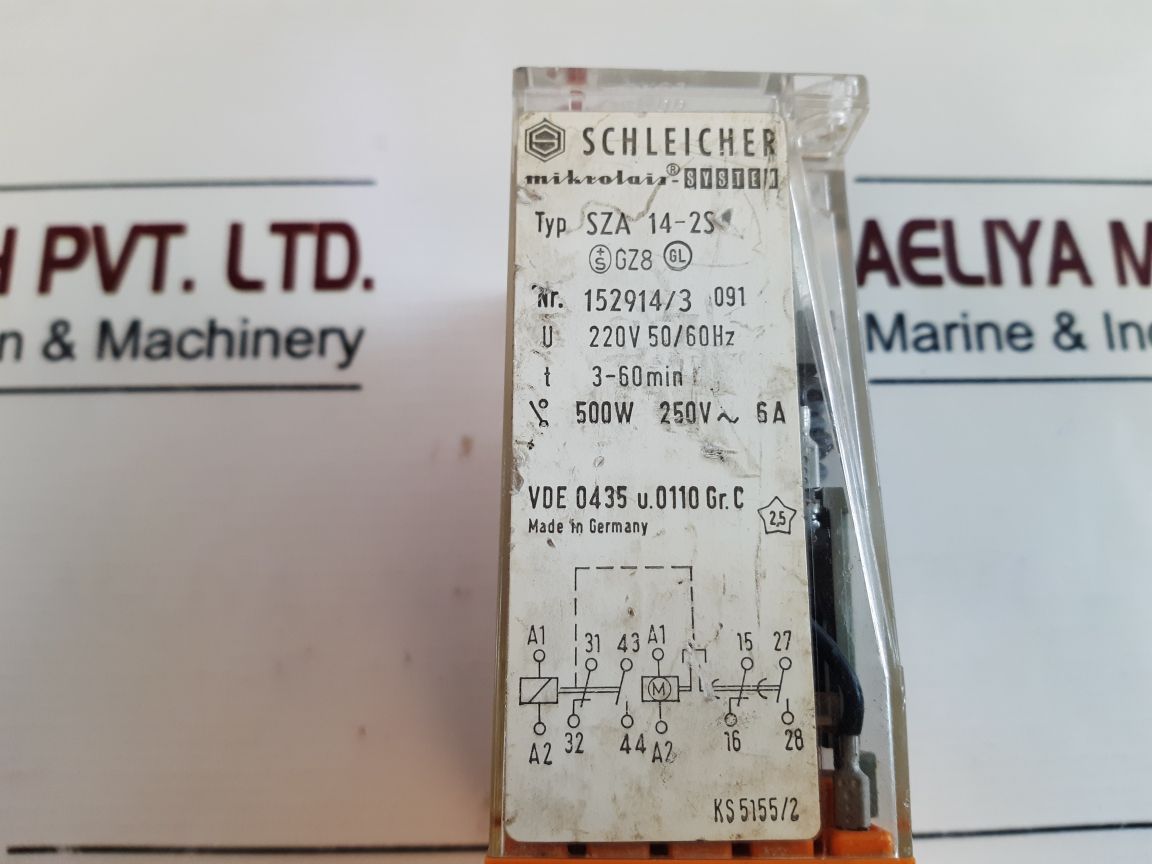 SCHLEICHER
mikrolais®-SYSTEM
Typ SZA 14-2S
+S GZ8 GL
Nr. 152914/3 091
U 220V 50/60Hz
t 3-60min
500W 250V~ 6A
VDE 0435 u.0110 Gr.C
Made in Germany
2,5
A1 31 43 A1 15 27
M
A2 32 44 A2 16 28
KS 5155/2
H PVT. LTD.
n & Machinery
AELIYA M
Marine & In